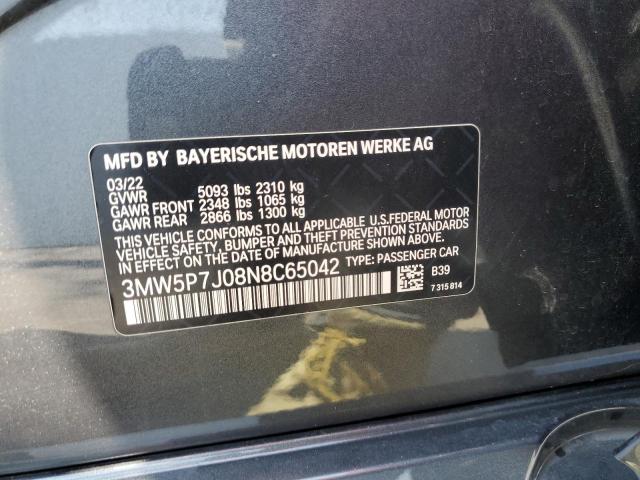 MFD BY BAYERISCHE MOTOREN WERKE AG
03/22
GVWR 5093 lbs 2310 kg
GAWR FRONT 2348 lbs 1065 kg
GAWR REAR 2866 lbs 1300 kg
THIS VEHICLE CONFORMS TO ALL APPLICABLE U.S.FEDERAL MOTOR
VEHICLE SAFETY, BUMPER, AND THEFT PREVENTION STANDARDS
IN EFFECT ON THE DATE OF MANUFACTURE SHOWN ABOVE.
3MW5P7J08N8C65042 TYPE: PASSENGER CAR
B39
7 315 814